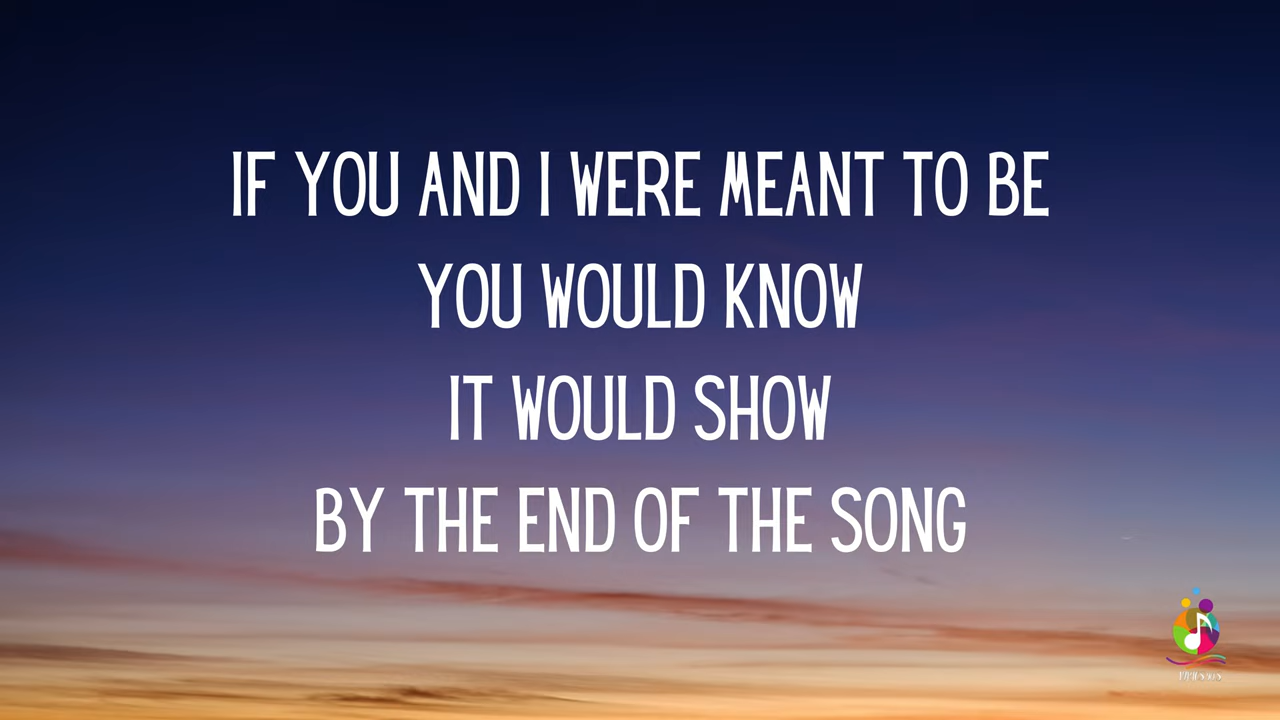 IF YOU AND I WERE MEANT TO BE
YOU WOULD KNOW
IT WOULD SHOW
BY THE END OF THE SONG